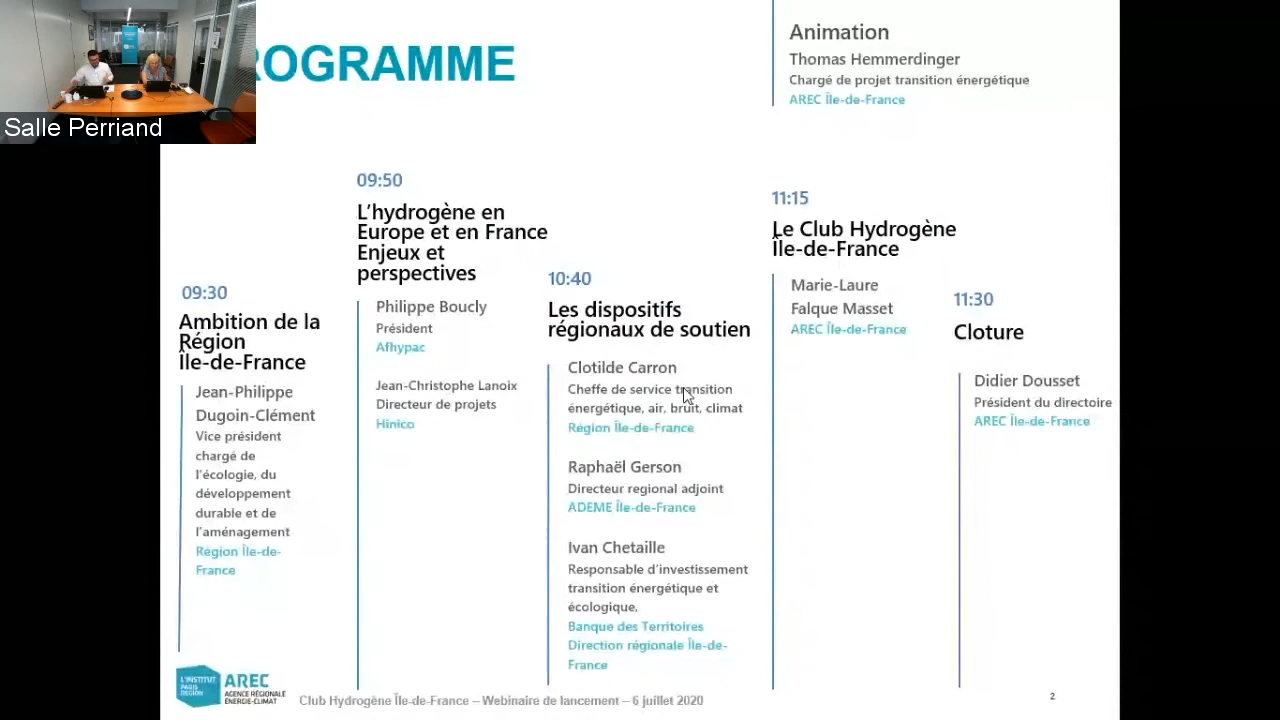 ROGRAMME
Salle Perriand
Animation
Thomas Hemmerdinger
Chargé de projet transition énergétique
AREC Île-de-France
09:30
Ambition de la
Région
Île-de-France
Jean-Philippe
Dugoin-Clément
Vice président
chargé de
l'écologie, du
développement
durable et de
l'aménagement
Région Île-de-
France
09:50
L'hydrogène en
Europe et en France
Enjeux et
perspectives
Philippe Boucly
Président
Afhypac
Jean-Christophe Lanoix
Directeur de projets
Hinico
10:40
Les dispositifs
régionaux de soutien
Clotilde Carron
Cheffe de service transition
énergétique, air, bruit, climat
Région Île-de-France
Raphaël Gerson
Directeur regional adjoint
ADEME Île-de-France
Ivan Chetaille
Responsable d'investissement
transition énergétique et
écologique,
Banque des Territoires
Direction régionale Île-de-
France
11:15
Le Club Hydrogène
Île-de-France
Marie-Laure
Falque Masset
AREC Île-de-France
11:30
Cloture
Didier Dousset
Président du directoire
AREC Île-de-France
L'INSTITUT
PARIS
REGION
AREC
AGENCE RÉGIONALE
ÉNERGIE-CLIMAT
Club Hydrogène Île-de-France – Webinaire de lancement – 6 juillet 2020
2